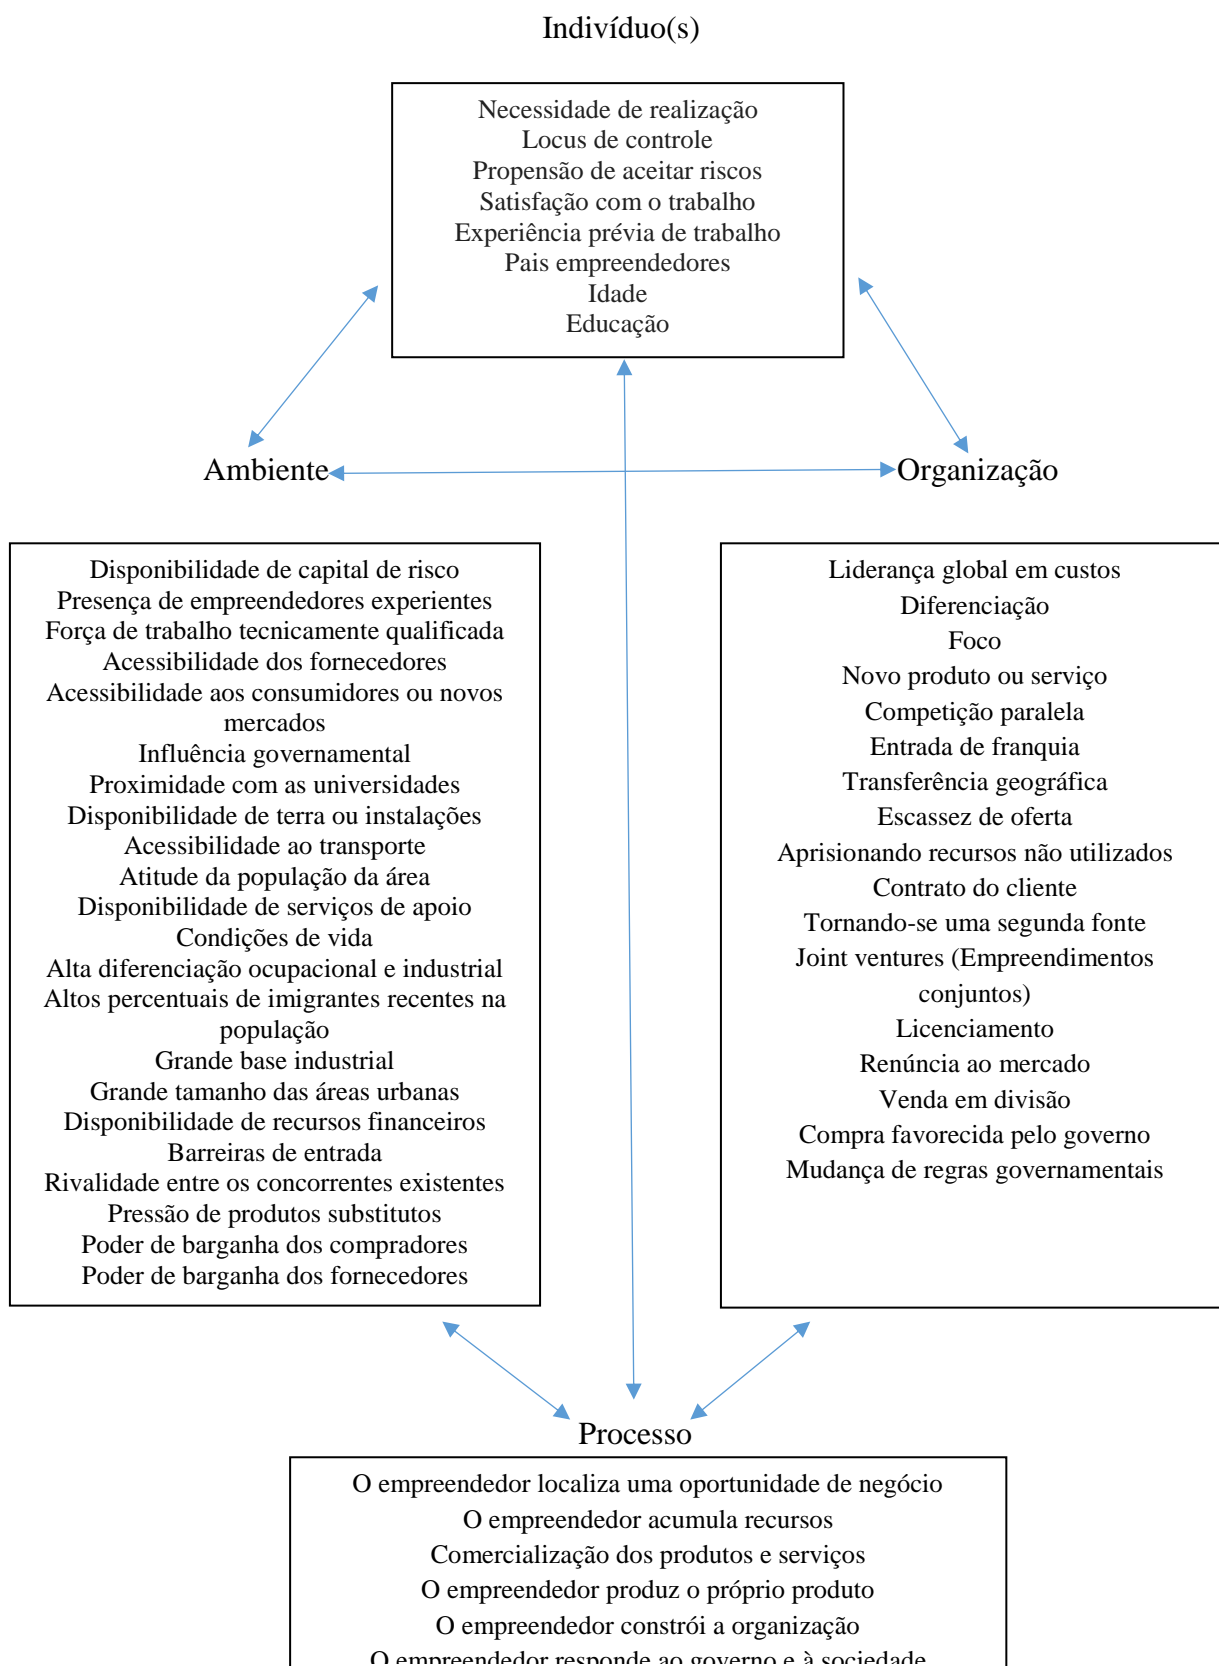 Indivíduo(s)
Necessidade de realização
Locus de controle
Propensão de aceitar riscos
Satisfação com o trabalho
Experiência prévia de trabalho
Pais empreendedores
Idade
Educação
Ambiente
Organização
Disponibilidade de capital de risco
Presença de empreendedores experientes
Força de trabalho tecnicamente qualificada
Acessibilidade dos fornecedores
Acessibilidade aos consumidores ou novos
mercados
Influência governamental
Proximidade com as universidades
Disponibilidade de terra ou instalações
Acessibilidade ao transporte
Atitude da população da área
Disponibilidade de serviços de apoio
Condições de vida
Alta diferenciação ocupacional e industrial
Altos percentuais de imigrantes recentes na
população
Grande base industrial
Grande tamanho das áreas urbanas
Disponibilidade de recursos financeiros
Barreiras de entrada
Rivalidade entre os concorrentes existentes
Pressão de produtos substitutos
Poder de barganha dos compradores
Poder de barganha dos fornecedores
Liderança global em custos
Diferenciação
Foco
Novo produto ou serviço
Competição paralela
Entrada de franquia
Transferência geográfica
Escassez de oferta
Aprisionando recursos não utilizados
Contrato do cliente
Tornando-se uma segunda fonte
Joint ventures (Empreendimentos
conjuntos)
Licenciamento
Renúncia ao mercado
Venda em divisão
Compra favorecida pelo governo
Mudança de regras governamentais
Processo
O empreendedor localiza uma oportunidade de negócio
O empreendedor acumula recursos
Comercialização dos produtos e serviços
O empreendedor produz o próprio produto
O empreendedor constrói a organização
O empreendedor responde ao governo e à sociedade